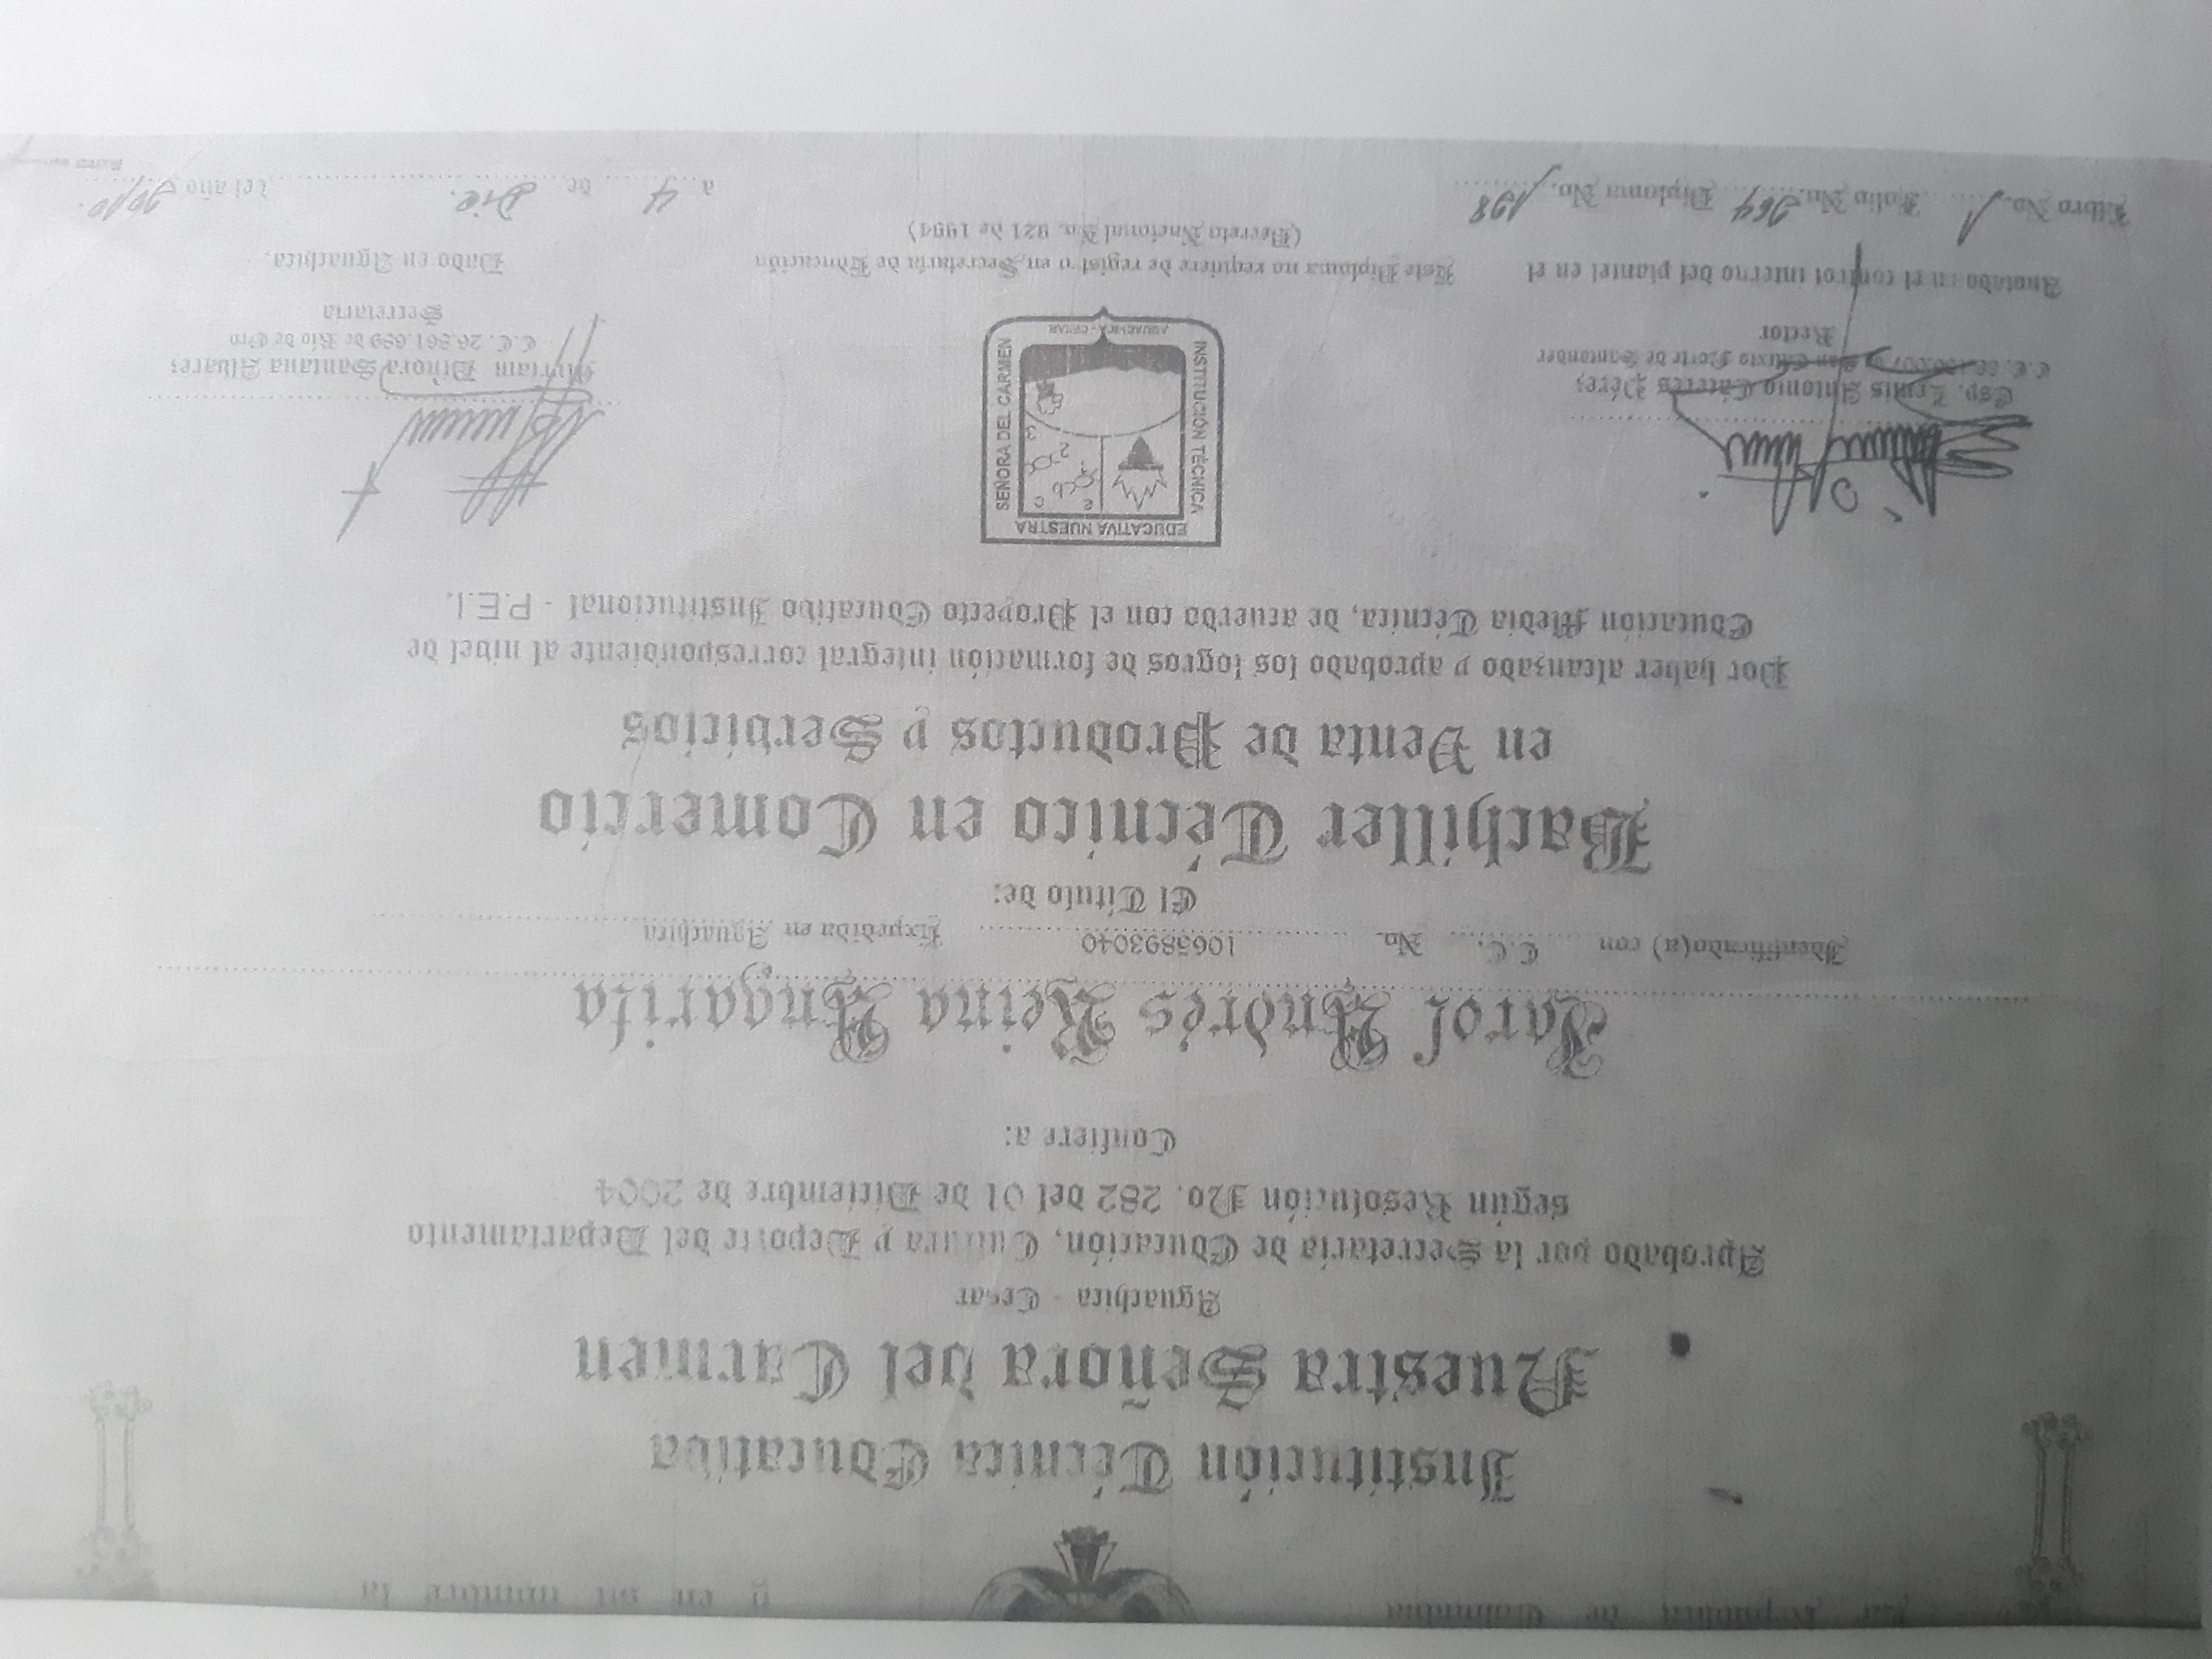 La República de Colombia
y en su nombre la
Institución Técnica Educativa
Nuestra Señora del Carmen
Aguachica - Cesar
Aprobado por la Secretaría de Educación, Cultura y Deporte del Departamento
según Resolución No. 282 del 01 de Diciembre de 2004
Confiere a:
Jarol Andrés Reina Angarita
Identificado(a) con C.C. No. 1065893040 Expedida en Aguachica
El Título de:
Bachiller Técnico en Comercio
en Venta de Productos y Servicios
Por haber alcanzado y aprobado los logros de formación integral correspondiente al nivel de
Educación Media Técnica, de acuerdo con el Proyecto Educativo Institucional - P.E.I.
EDUCATIVA NUESTRA
INSTITUCIÓN TÉCNICA
SEÑORA DEL CARMEN
a c
b
2
3
AGUACHICA - CESAR
Esp. Antonio Cáceres Pérez
C.C. San Calixto Norte de Santander
Rector
Myriam Dinora Santana Alvarez
C.C. 26.861.689 de Río de Oro
Secretaria
Anotado en el control interno del plantel en el
Libro No. 1 Folio No. 264 Diploma No. 198
Este Diploma no requiere de registro en Secretaría de Educación
(Decreto Nacional No. 921 de 1994)
Dado en Aguachica,
a 4 de Dic. del año 2010.